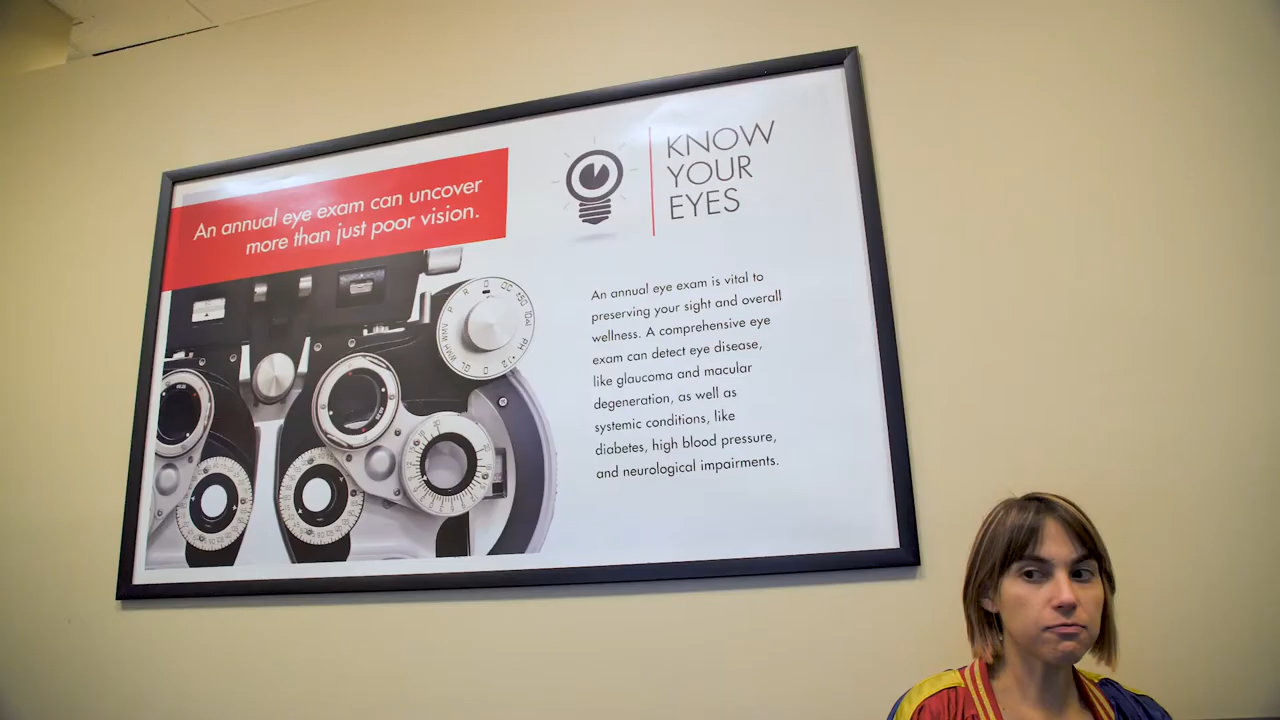 An annual eye exam can uncover
more than just poor vision.
KNOW
YOUR
EYES
An annual eye exam is vital to
preserving your sight and overall
wellness. A comprehensive eye
exam can detect eye disease,
like glaucoma and macular
degeneration, as well as
systemic conditions, like
diabetes, high blood pressure,
and neurological impairments.